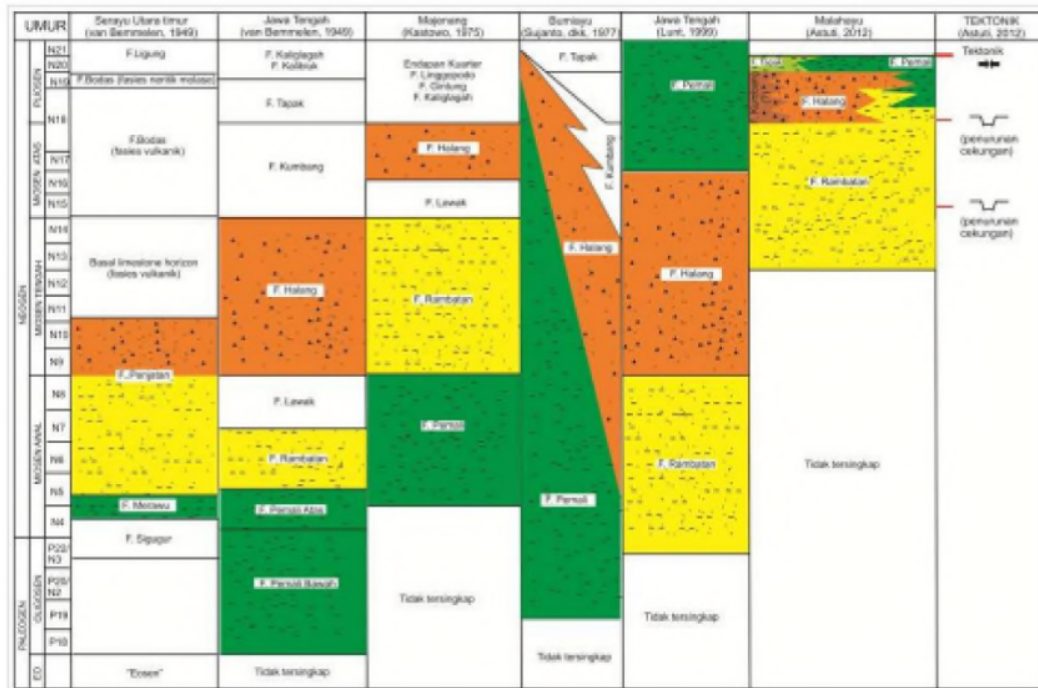 UMUR
Serayu Utara timur
(van Bemmelen, 1949)
Jawa Tengah
(van Bemmelen, 1949)
Majenang
(Kastowo, 1975)
Bumiayu
(Sujanto, dkk, 1977)
Jawa Tengah
(Lunt, 1999)
Malahayu
(Astuti, 2012)
TEKTONIK
(Astuti, 2012)
NEOGEN
PALEOGEN
PLIOSEN
MIOSEN ATAS
MIOSEN TENGAH
MIOSEN AWAL
OLIGOSEN
EO
N21
N20
N19
N18
N17
N16
N15
N14
N13
N12
N11
N10
N9
N8
N7
N6
N5
N4
P22/
N3
P20/
N2
P19
P18
F.Ligung
F.Bodas (fasies neritik molase)
F.Bodas
(fasies vulkanik)
Basal limestone horizon
(fasies vulkanik)
F. Penjatan
F. Merawu
F. Sigugur
"Eosen"
F. Kaliglagah
F. Kalibiuk
F. Tapak
F. Kumbang
F. Halang
F. Lawak
F. Rambatan
F. Pemali Atas
F. Pemali Bawah
Tidak tersingkap
Endapan Kuarter
F. Linggopodo
F. Gintung
F. Kaliglagah
F. Halang
F. Lawak
F. Rambatan
F. Pemali
Tidak tersingkap
F. Tapak
F. Kumbang
F. Halang
F. Pemali
Tidak tersingkap
F. Pemali
F. Halang
F. Rambatan
Tidak tersingkap
F. Tapak
F. Pemali
Kumbang
F. Halang
F. Rambatan
Tidak tersingkap
Tektonik
(penurunan
cekungan)
(penurunan
cekungan)